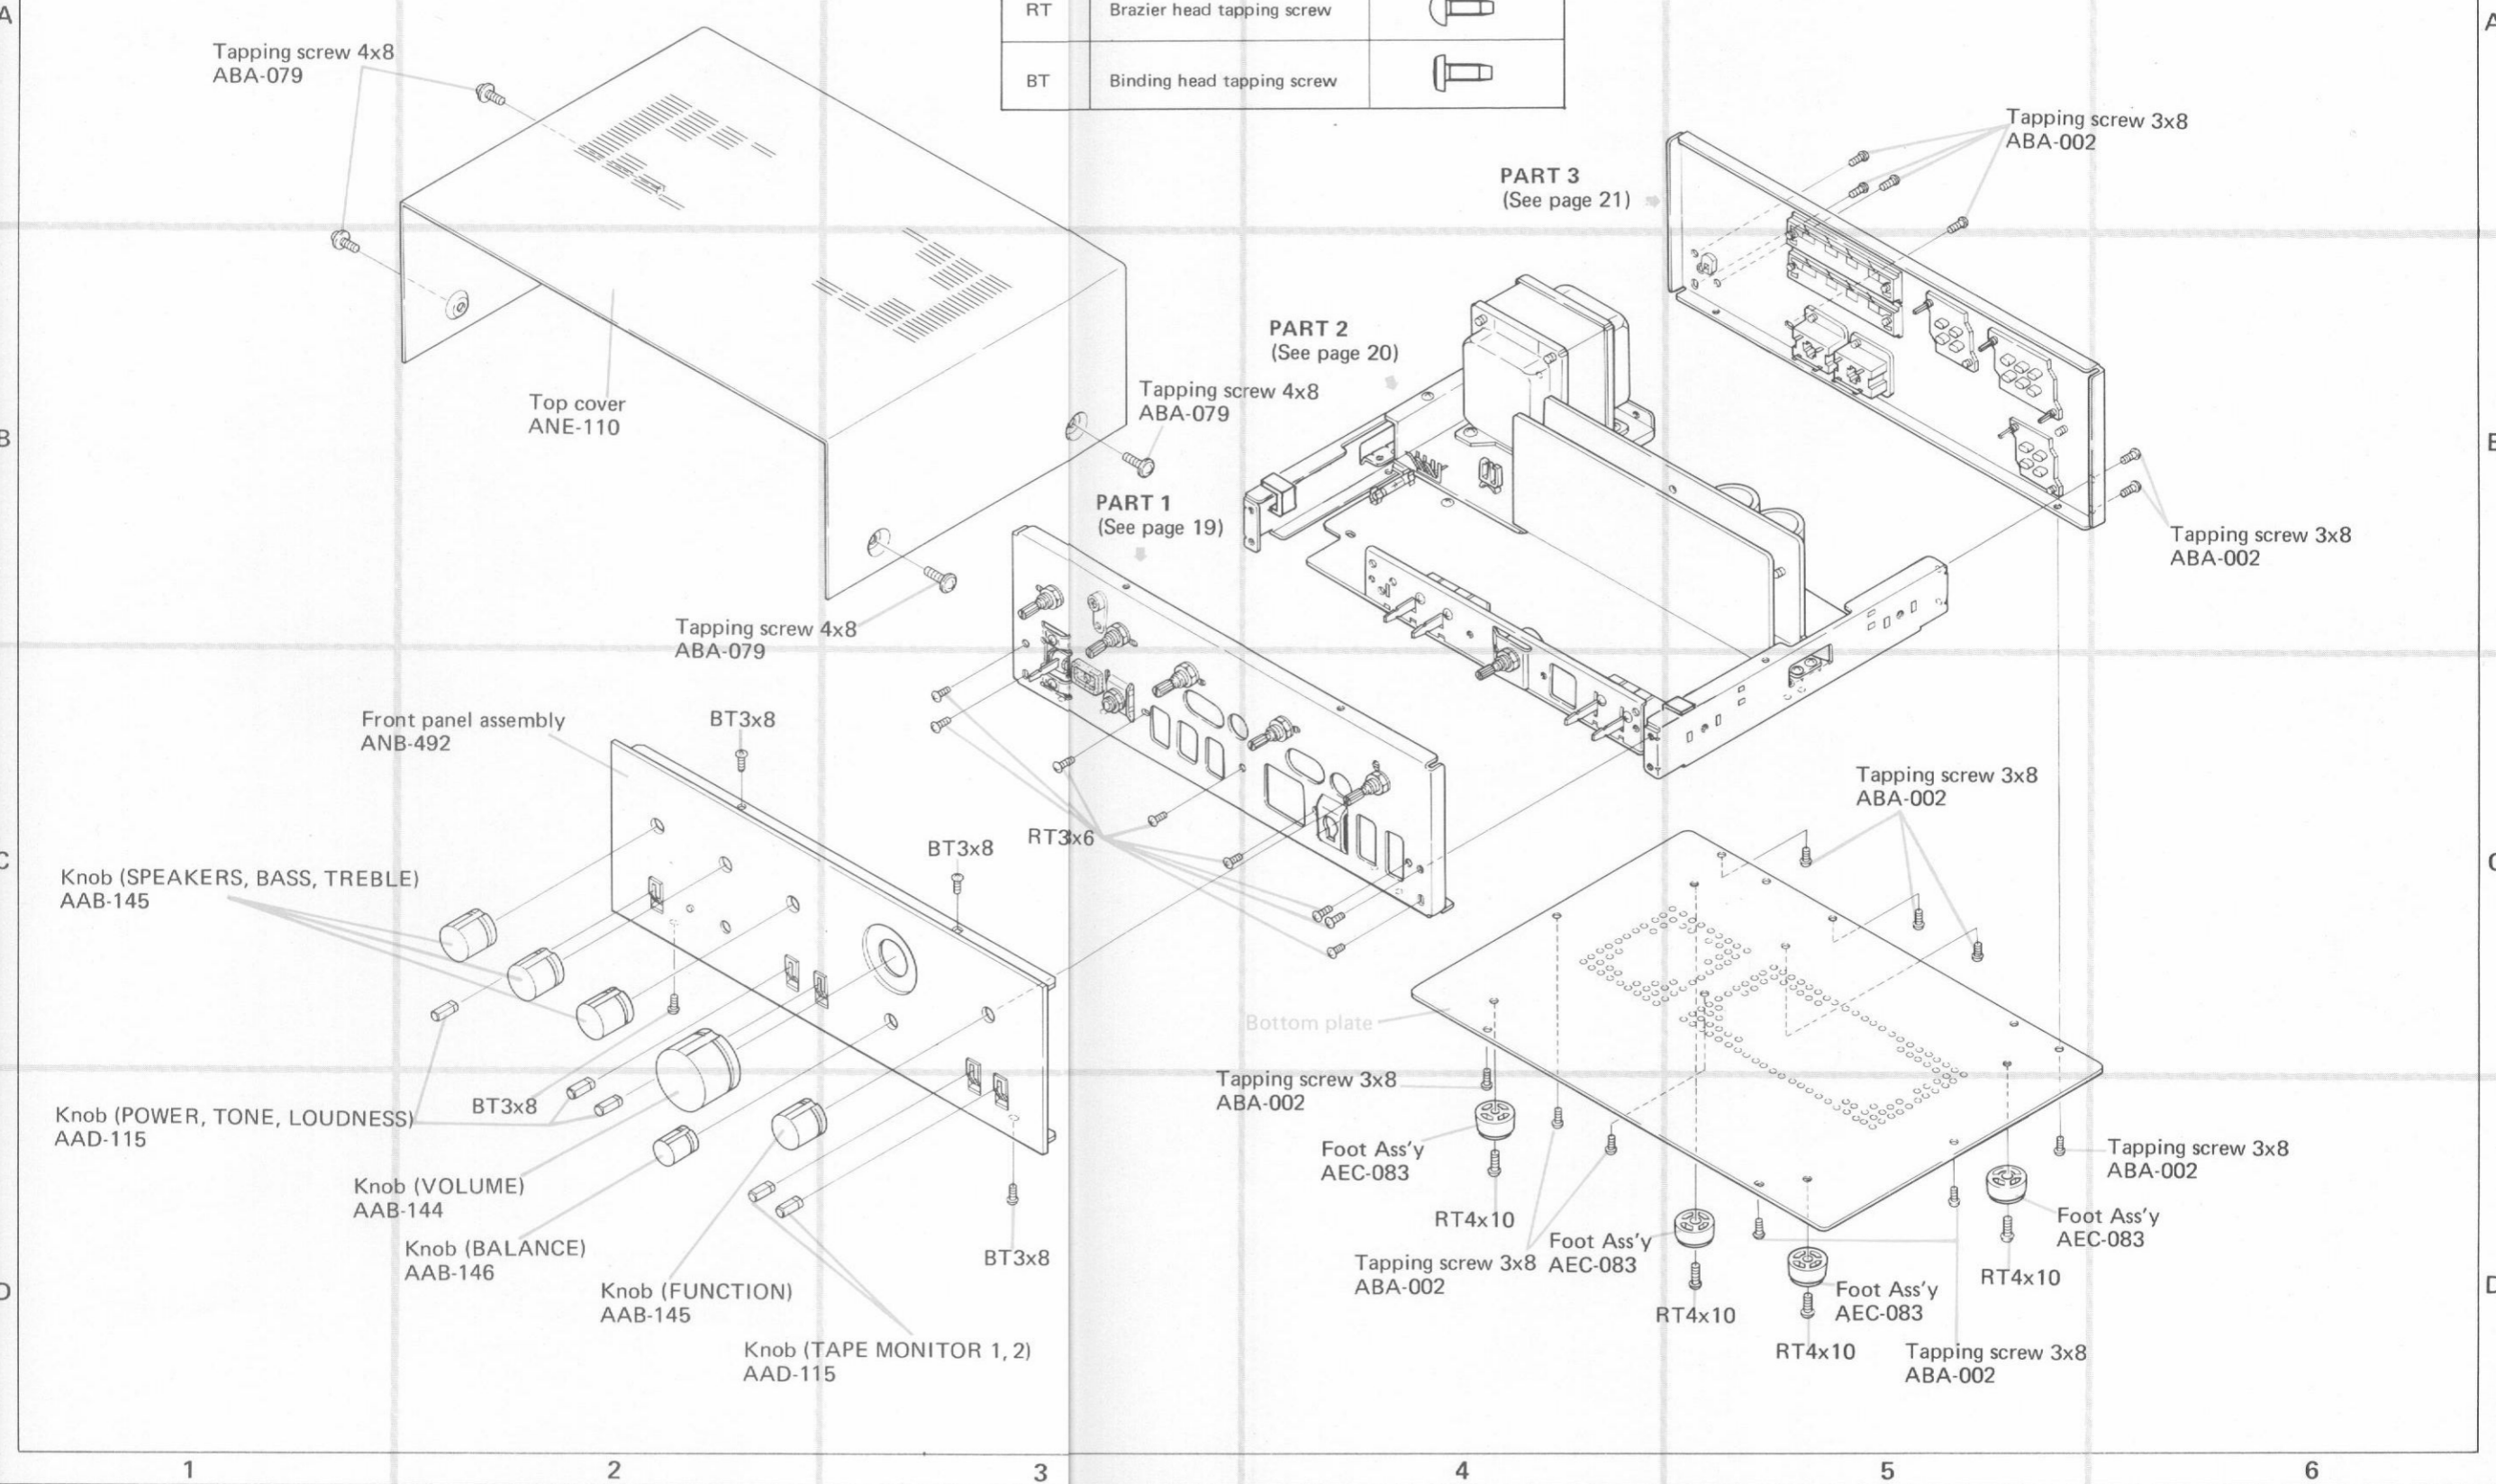 A
A
RT Brazier head tapping screw
BT Binding head tapping screw
Tapping screw 4x8
ABA-079
Tapping screw 3x8
ABA-002
PART 3
(See page 21)
PART 2
(See page 20)
Top cover
ANE-110
Tapping screw 4x8
ABA-079
B
PART 1
(See page 19)
Tapping screw 3x8
ABA-002
Tapping screw 4x8
ABA-079
Front panel assembly
ANB-492
BT3x8
Tapping screw 3x8
ABA-002
BT3x8
RT3x6
C
C
Knob (SPEAKERS, BASS, TREBLE)
AAB-145
Bottom plate
Tapping screw 3x8
ABA-002
Knob (POWER, TONE, LOUDNESS)
AAD-115
BT3x8
Foot Ass'y
AEC-083
Tapping screw 3x8
ABA-002
Knob (VOLUME)
AAB-144
RT4x10
Foot Ass'y
AEC-083
Knob (BALANCE)
AAB-146
BT3x8
Tapping screw 3x8
ABA-002
Foot Ass'y
AEC-083
RT4x10
Knob (FUNCTION)
AAB-145
RT4x10
Foot Ass'y
AEC-083
D
D
Knob (TAPE MONITOR 1, 2)
AAD-115
RT4x10
Tapping screw 3x8
ABA-002
1 2 3 4 5 6